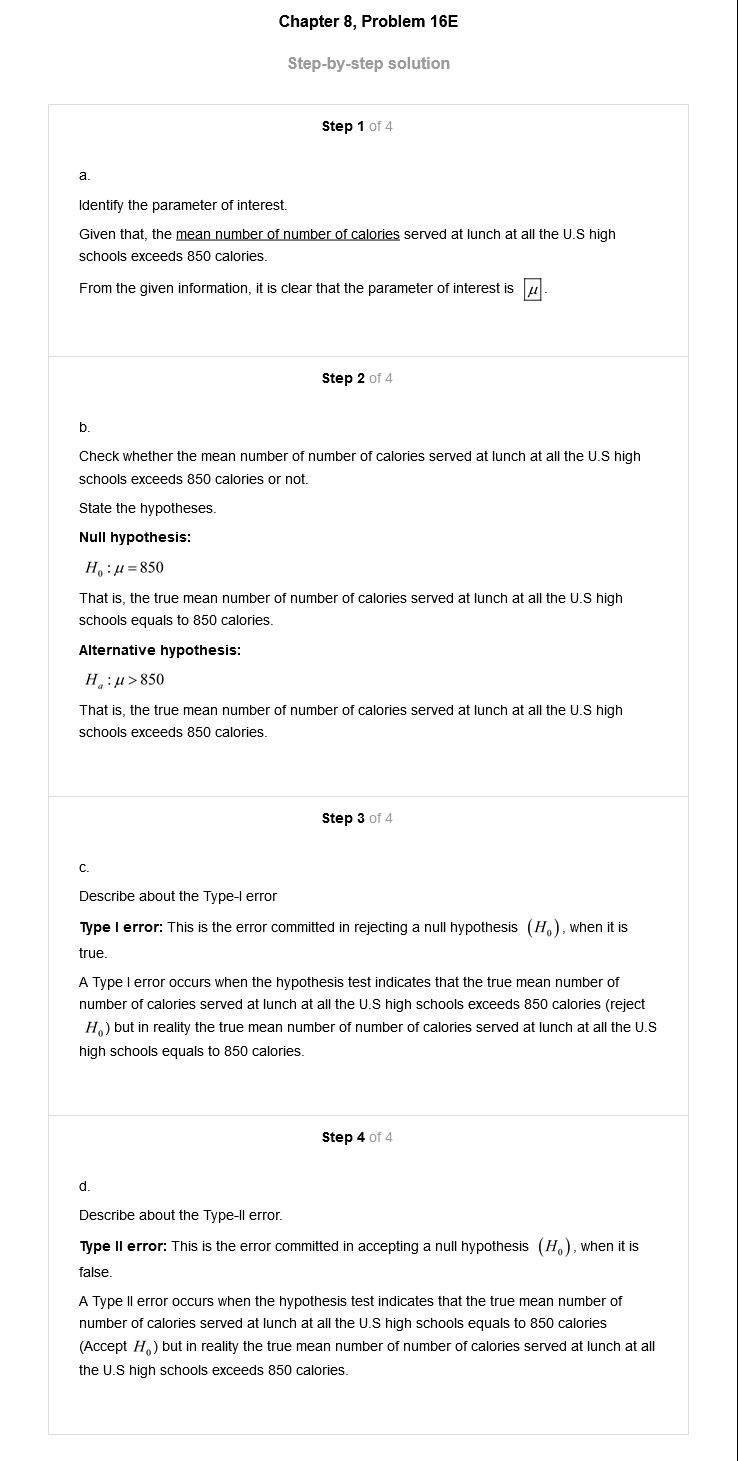 Chapter 8, Problem 16E
Step-by-step solution
Step 1 of 4
a.
Identify the parameter of interest.
Given that, the mean number of number of calories served at lunch at all the U.S high
schools exceeds 850 calories.
From the given information, it is clear that the parameter of interest is μ.
Step 2 of 4
b.
Check whether the mean number of number of calories served at lunch at all the U.S high
schools exceeds 850 calories or not.
State the hypotheses.
Null hypothesis:
H₀ : μ = 850
That is, the true mean number of number of calories served at lunch at all the U.S high
schools equals to 850 calories.
Alternative hypothesis:
Hₐ : μ > 850
That is, the true mean number of number of calories served at lunch at all the U.S high
schools exceeds 850 calories.
Step 3 of 4
c.
Describe about the Type-I error
Type I error: This is the error committed in rejecting a null hypothesis (H₀), when it is
true.
A Type I error occurs when the hypothesis test indicates that the true mean number of
number of calories served at lunch at all the U.S high schools exceeds 850 calories (reject
H₀) but in reality the true mean number of number of calories served at lunch at all the U.S
high schools equals to 850 calories.
Step 4 of 4
d.
Describe about the Type-II error.
Type II error: This is the error committed in accepting a null hypothesis (H₀), when it is
false.
A Type II error occurs when the hypothesis test indicates that the true mean number of
number of calories served at lunch at all the U.S high schools equals to 850 calories
(Accept H₀) but in reality the true mean number of number of calories served at lunch at all
the U.S high schools exceeds 850 calories.